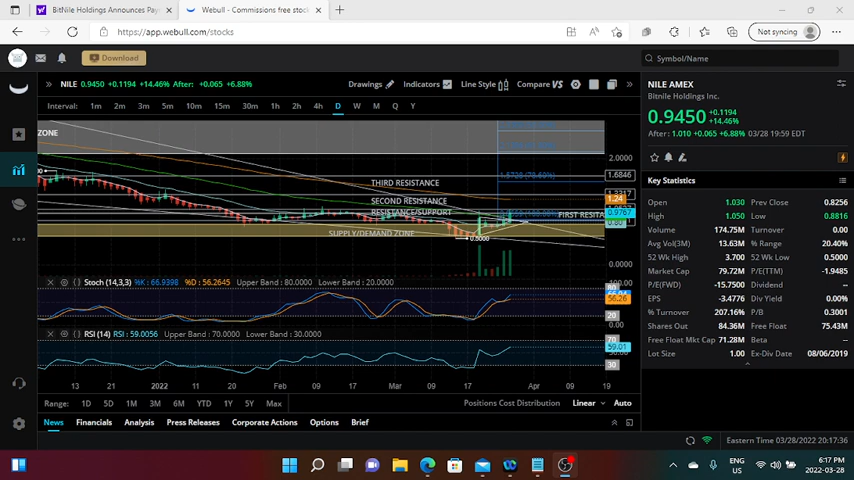 BitNile Holdings Announces Pay
Webull - Commissions free stoc
https://app.webull.com/stocks
Not syncing
Download
Symbol/Name
NILE 0.9450 +0.1194 +14.46% After: +0.065 +6.88%
Drawings
Indicators
Line Style
Compare VS
Interval: 1m 2m 3m 5m 10m 15m 30m 1h 2h 4h D W M Q Y
NILE AMEX
Bitnile Holdings Inc.
0.9450
+0.1194
+14.46%
After: 1.010 +0.065 +6.88% 03/28 19:59 EDT
Key Statistics
Open 1.030 Prev Close 0.8256
High 1.050 Low 0.8816
Volume 174.75M % Range 20.40%
Avg Vol(3M) 13.63M 52 Wk High 3.700
52 Wk Low 0.5000
Market Cap 79.72M P/E(TTM) -1.9485
P/E(FWD) -15.7500 Dividend --
EPS -3.4776 Div Yield 0.00%
% Turnover 207.16% P/B 0.3001
Shares Out 84.36M Free Float 75.43M
Free Float Mkt Cap 71.28M Beta --
Lot Size 1.00 Ex-Div Date 08/06/2019
ZONE
THIRD RESISTANCE
SECOND RESISTANCE
RESISTANCE/SUPPORT
FIRST RESISTA
SUPPLY/DEMAND ZONE
0.5000
2.0000
1.6846
1.24
0.9767
0.0000
Stoch (14,3,3) %K: 66.9398 %D: 56.2645 Upper Band : 80.0000 Lower Band : 20.0000
100.00
80
56.26
20
0.00
RSI (14) RSI : 59.0056 Upper Band : 70.0000 Lower Band : 30.0000
70
59.01
30
13 21 2022 11 20 Feb 09 17 Mar 09 17 Apr 09 19
Range: 1D 5D 1M 3M 6M YTD 1Y 5Y Max
Positions Cost Distribution
Linear
Auto
News Financials Analysis Press Releases Corporate Actions Options Brief
Eastern Time 03/28/2022 20:17:36
ENG
US
6:17 PM
2022-03-28